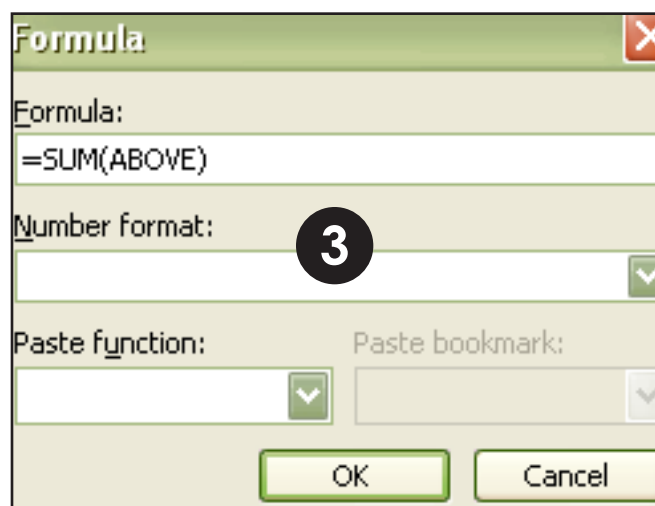 Formula
Formula:
=SUM(ABOVE)
Number format:
3
Paste function: Paste bookmark:
OK Cancel